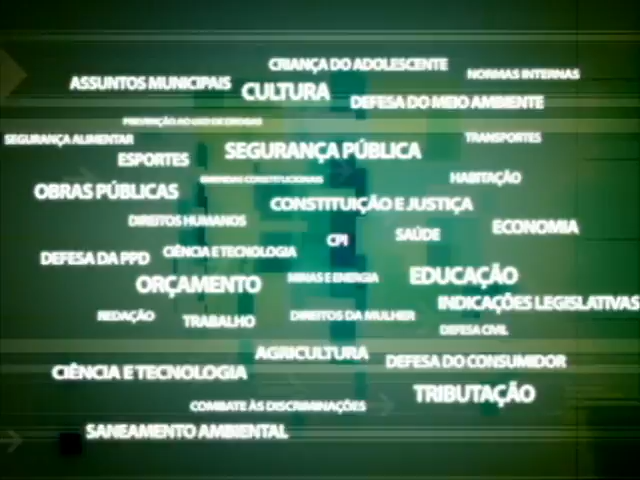 CRIANÇA DO ADOLESCENTE
NORMAS INTERNAS
ASSUNTOS MUNICIPAIS
CULTURA
DEFESA DO MEIO AMBIENTE
PREVENÇÃO AO USO DE DROGAS
SEGURANÇA ALIMENTAR
TRANSPORTES
SEGURANÇA PÚBLICA
ESPORTES
EMENDAS CONSTITUCIONAIS
HABITAÇÃO
OBRAS PÚBLICAS
CONSTITUIÇÃO E JUSTIÇA
DIREITOS HUMANOS
ECONOMIA
SAÚDE
CPI
CIÊNCIA E TECNOLOGIA
DEFESA DA PPD
EDUCAÇÃO
MINAS E ENERGIA
ORÇAMENTO
INDICAÇÕES LEGISLATIVAS
REDAÇÃO
DIREITOS DA MULHER
TRABALHO
DEFESA CIVIL
AGRICULTURA
DEFESA DO CONSUMIDOR
CIÊNCIA E TECNOLOGIA
TRIBUTAÇÃO
COMBATE ÀS DISCRIMINAÇÕES
SANEAMENTO AMBIENTAL